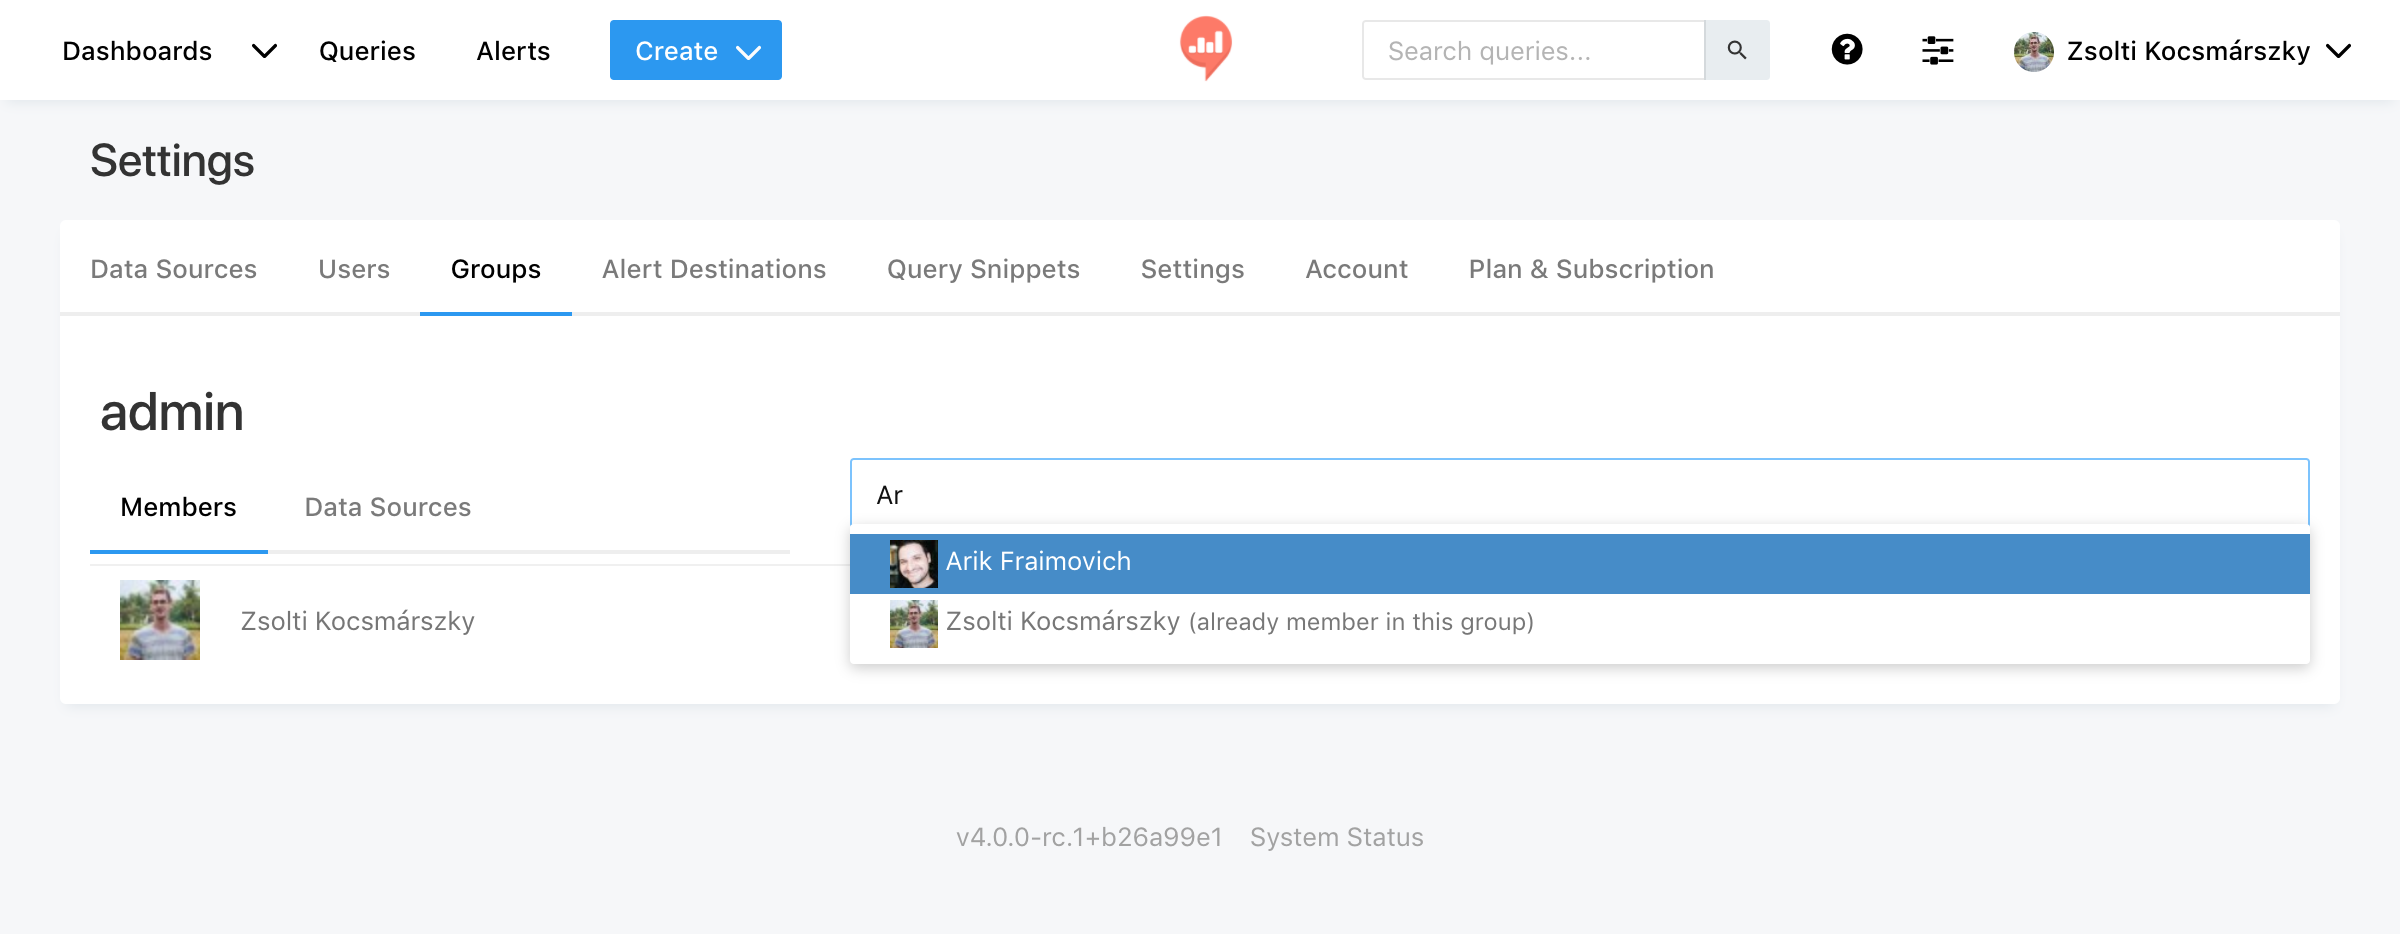 Dashboards Queries Alerts Create Search queries... Zsolti Kocsmárszky
Settings
Data Sources Users Groups Alert Destinations Query Snippets Settings Account Plan & Subscription
admin
Members Data Sources
Ar
Arik Fraimovich
Zsolti Kocsmárszky
Zsolti Kocsmárszky (already member in this group)
v4.0.0-rc.1+b26a99e1 System Status